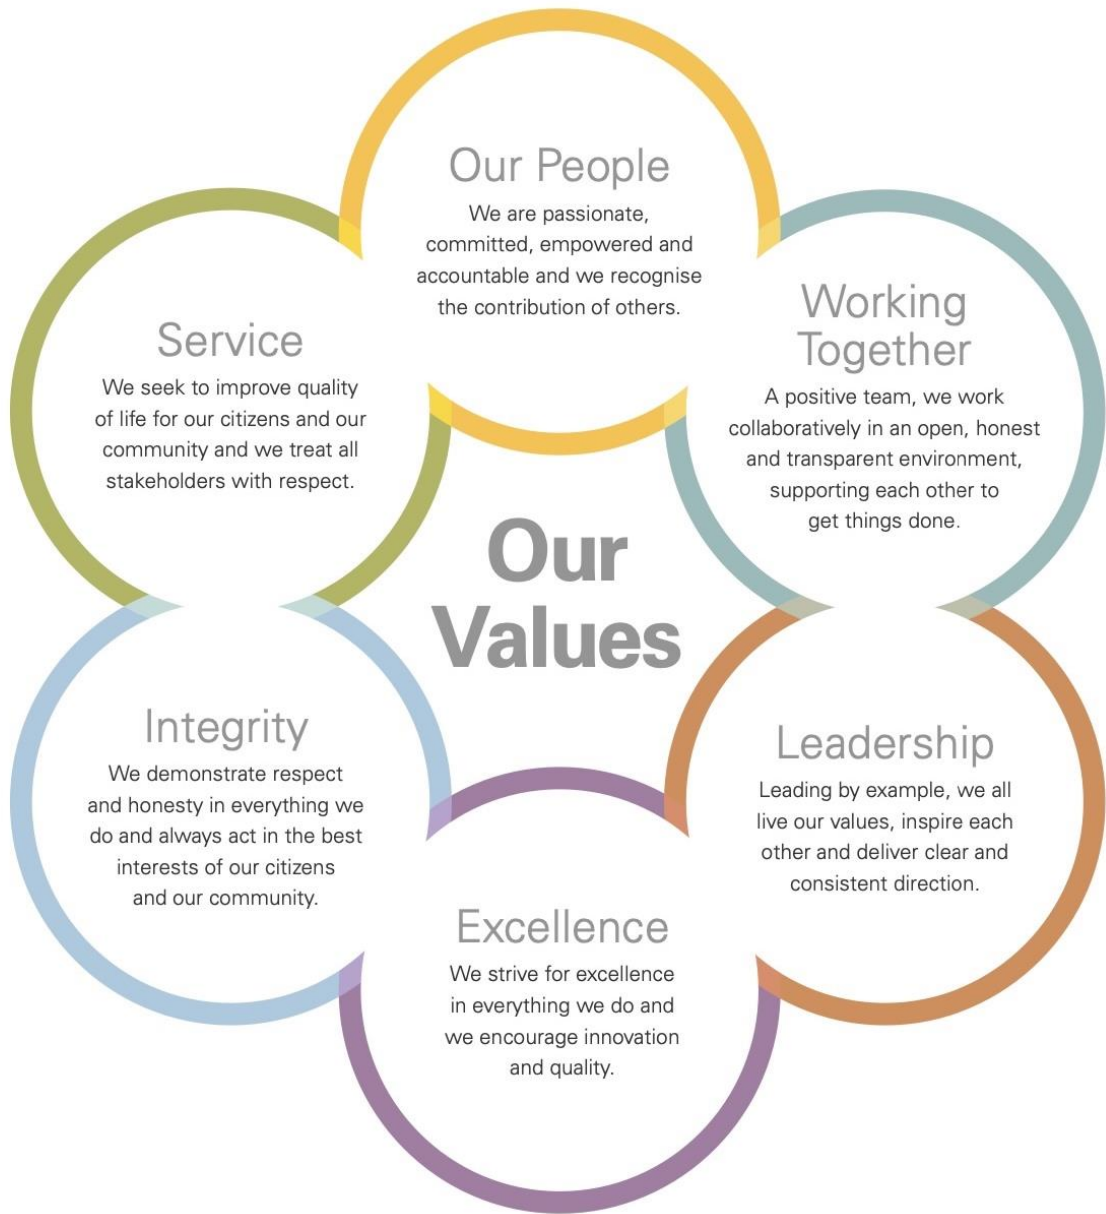 Our People
We are passionate,
committed, empowered and
accountable and we recognise
the contribution of others.
Working
Together
A positive team, we work
collaboratively in an open, honest
and transparent environment,
supporting each other to
get things done.
Leadership
Leading by example, we all
live our values, inspire each
other and deliver clear and
consistent direction.
Excellence
We strive for excellence
in everything we do and
we encourage innovation
and quality.
Integrity
We demonstrate respect
and honesty in everything we
do and always act in the best
interests of our citizens
and our community.
Service
We seek to improve quality
of life for our citizens and our
community and we treat all
stakeholders with respect.
Our
Values